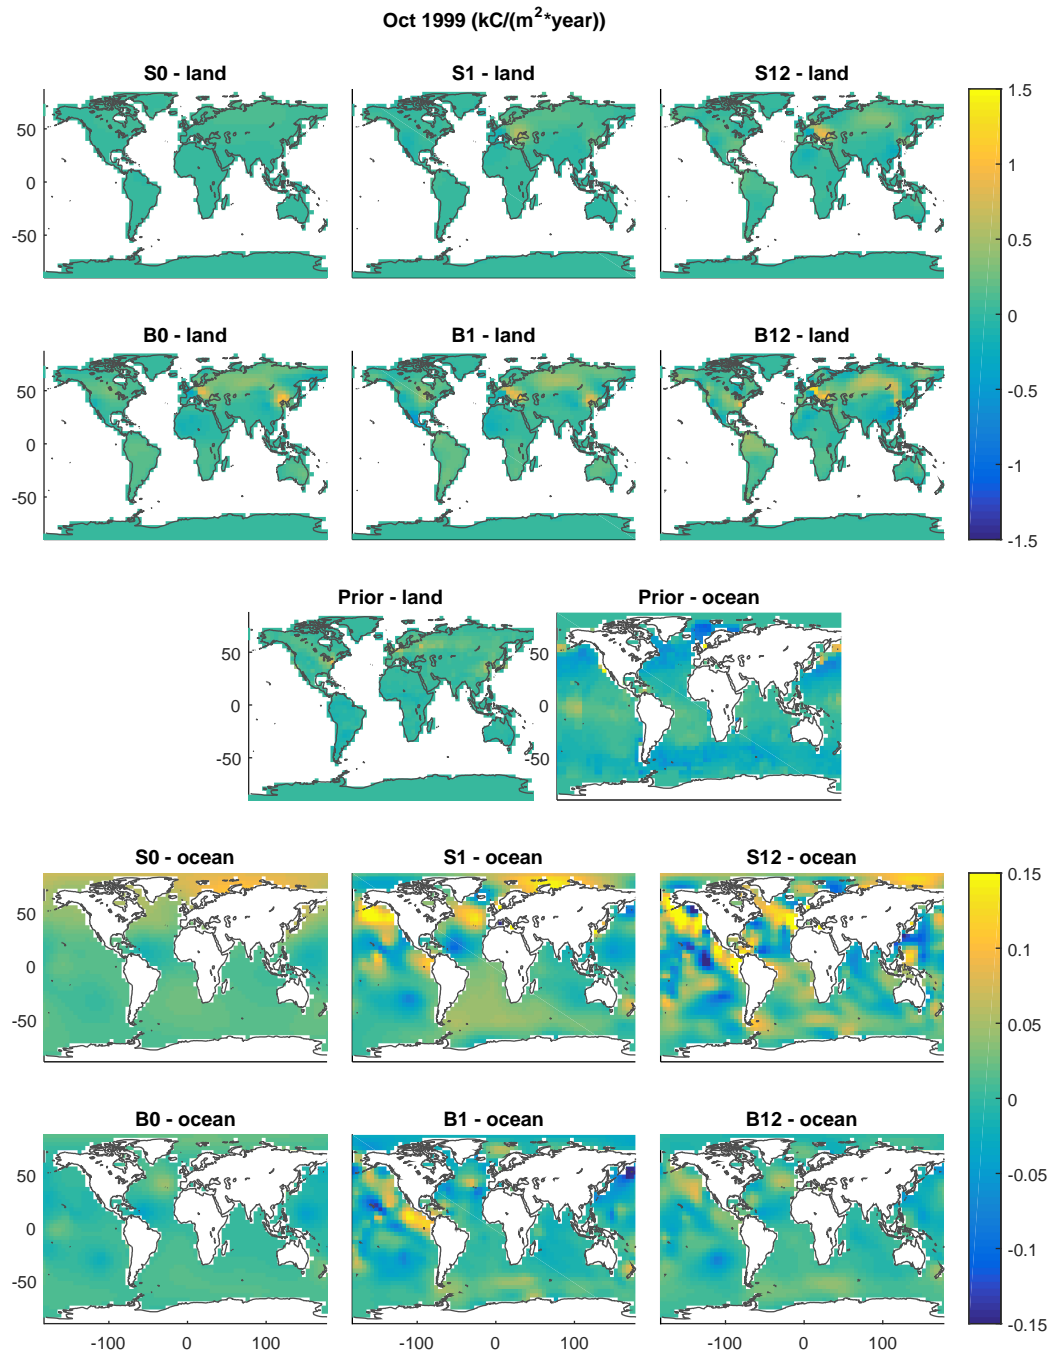 Oct 1999 (kC/(m²*year))
S0 - land
S1 - land
S12 - land
50
0
-50
1.5
1
0.5
0
-0.5
-1
-1.5
B0 - land
B1 - land
B12 - land
50
0
-50
Prior - land
Prior - ocean
50
0
-50
50
0
-50
S0 - ocean
S1 - ocean
S12 - ocean
50
0
-50
0.15
0.1
0.05
0
-0.05
-0.1
-0.15
B0 - ocean
B1 - ocean
B12 - ocean
50
0
-50
-100 0 100
-100 0 100
-100 0 100